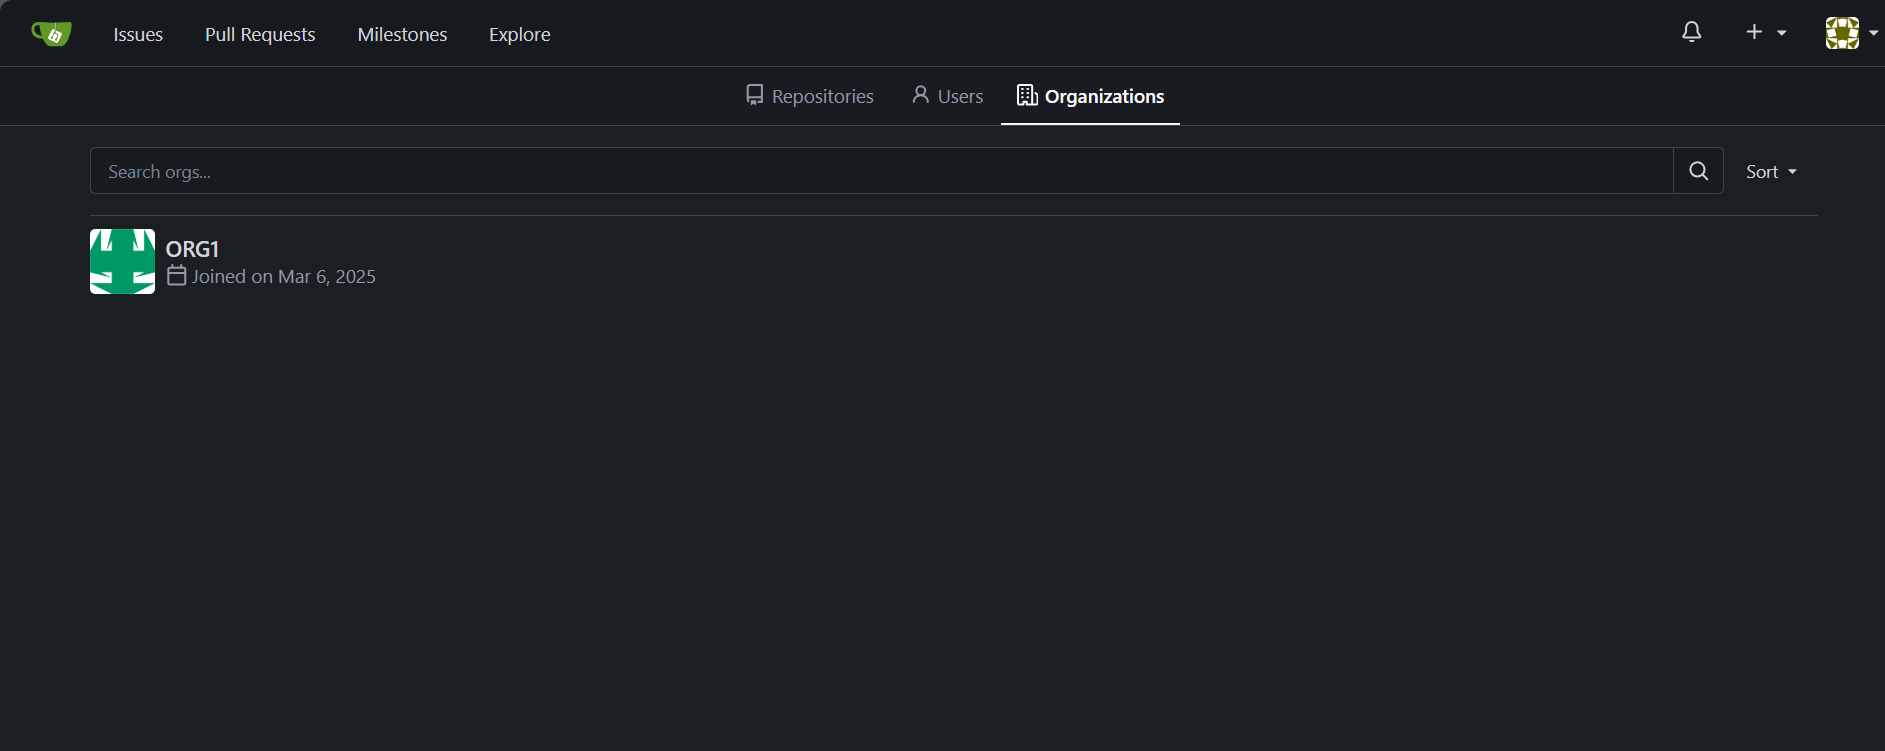 Issues Pull Requests Milestones Explore
Repositories Users Organizations
Search orgs... Sort
ORG1
Joined on Mar 6, 2025